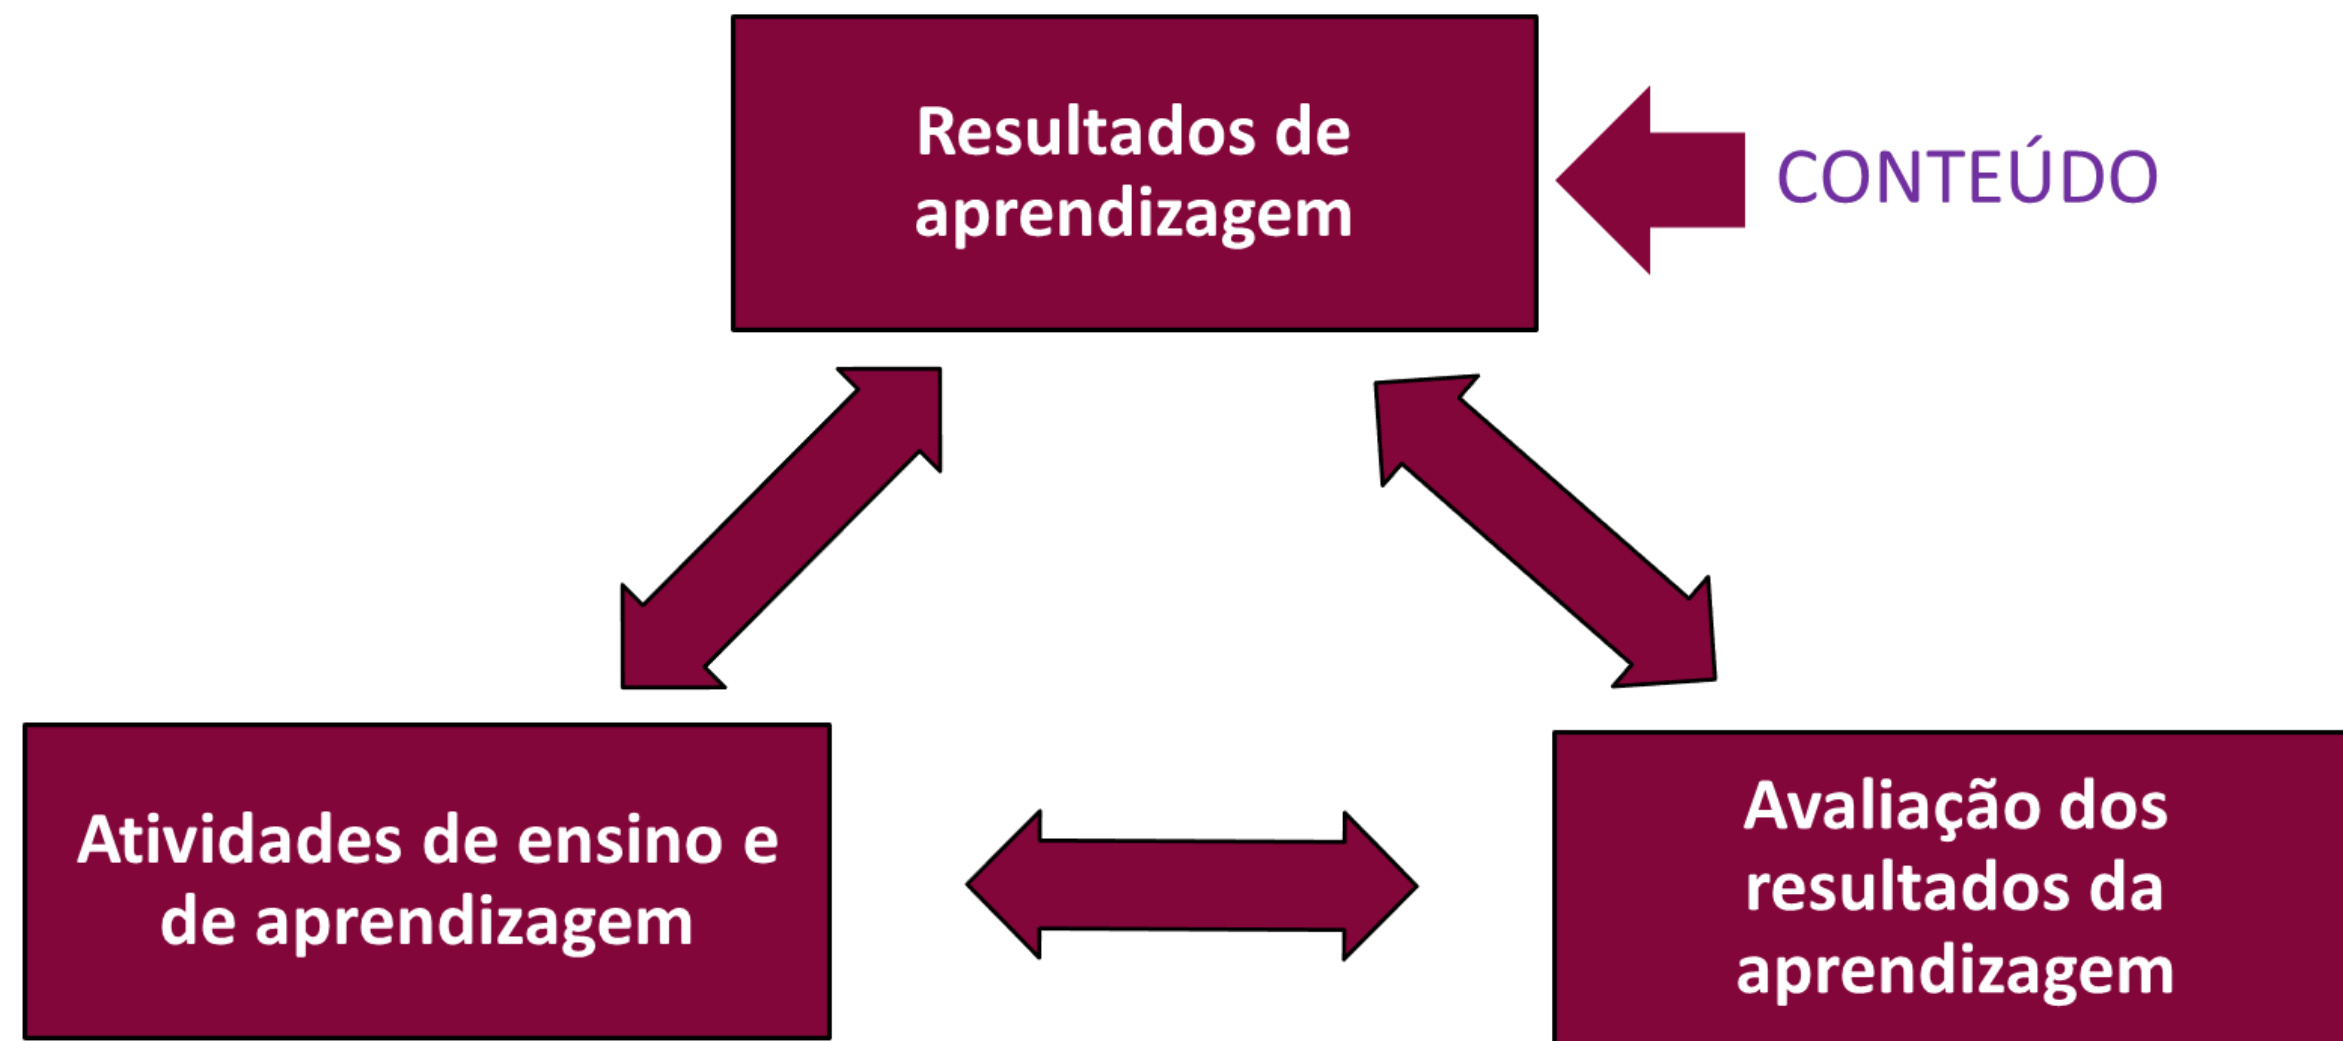 Resultados de
aprendizagem
CONTEÚDO
Atividades de ensino e
de aprendizagem
Avaliação dos
resultados da
aprendizagem